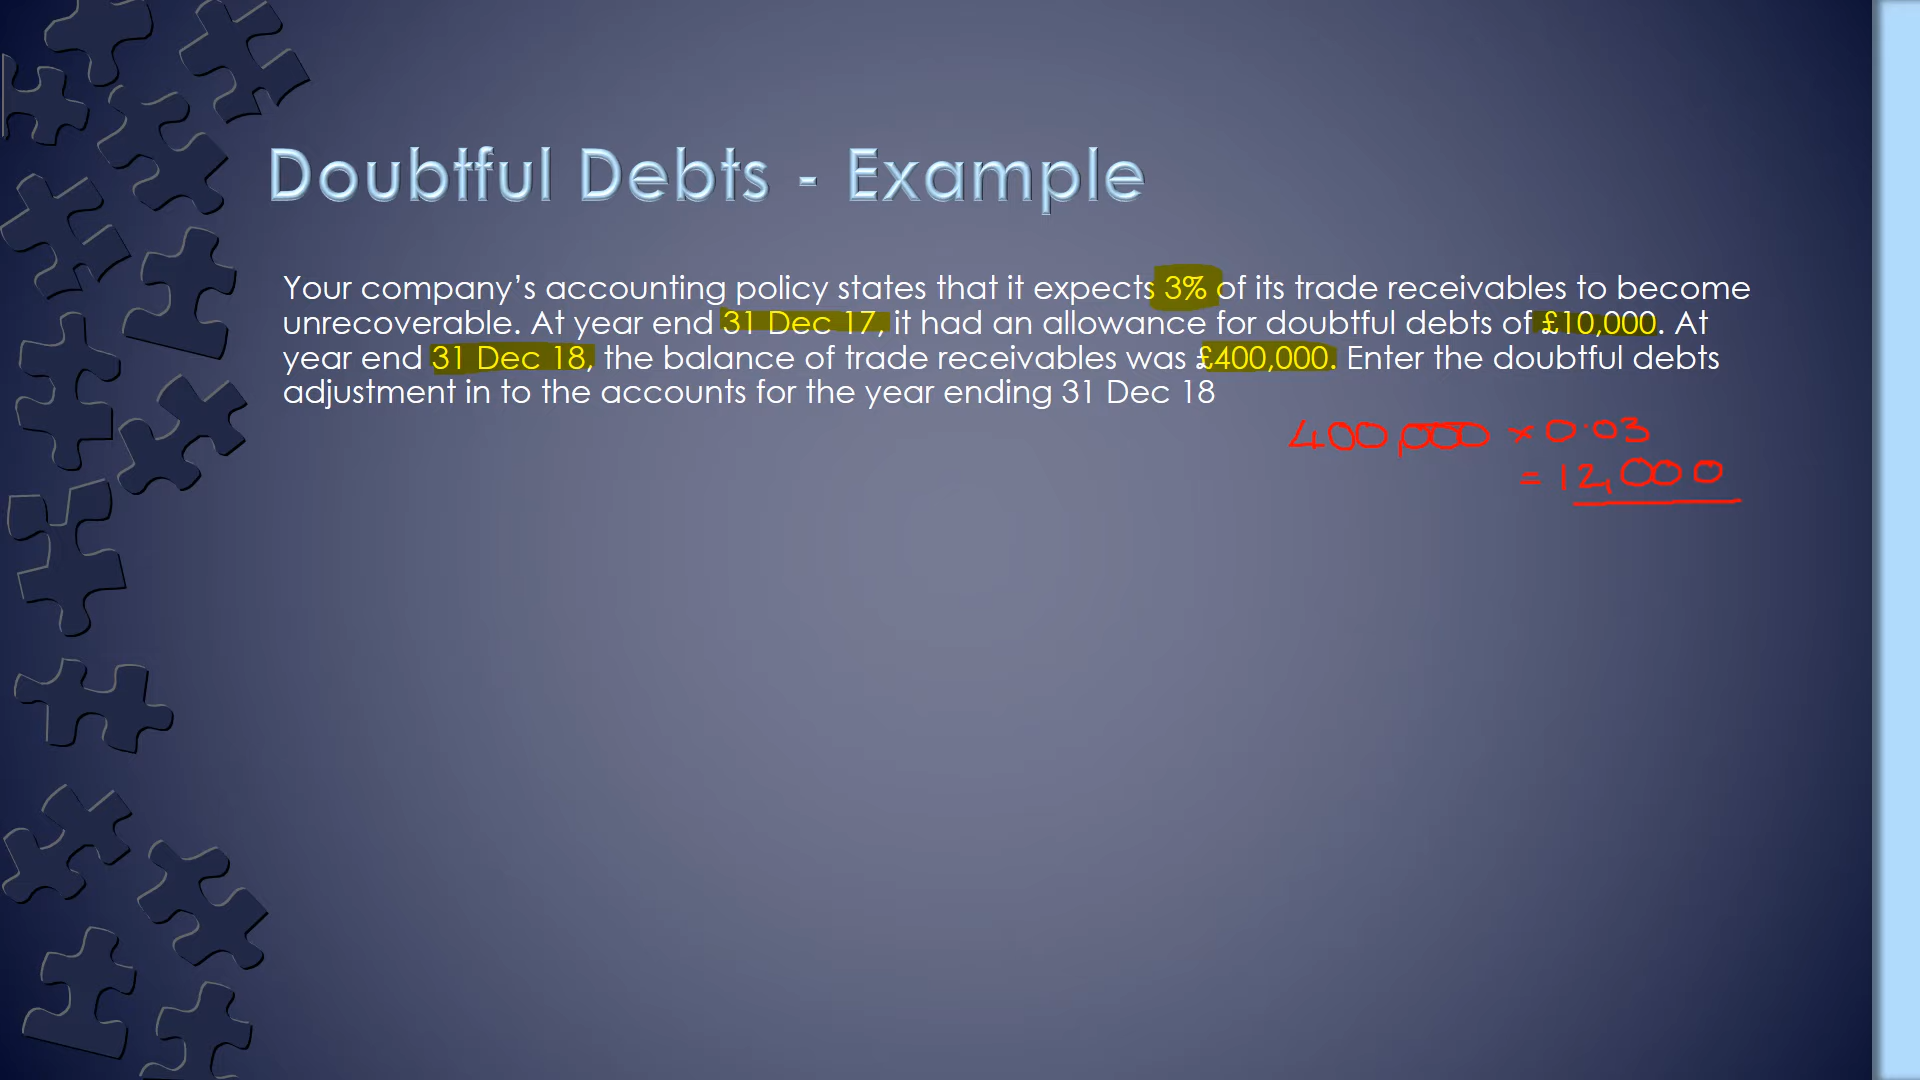 Doubtful Debts - Example
Your company’s accounting policy states that it expects 3% of its trade receivables to become
unrecoverable. At year end 31 Dec 17, it had an allowance for doubtful debts of £10,000. At
year end 31 Dec 18, the balance of trade receivables was £400,000. Enter the doubtful debts
adjustment in to the accounts for the year ending 31 Dec 18
400,000 × 0.03
= 12,000